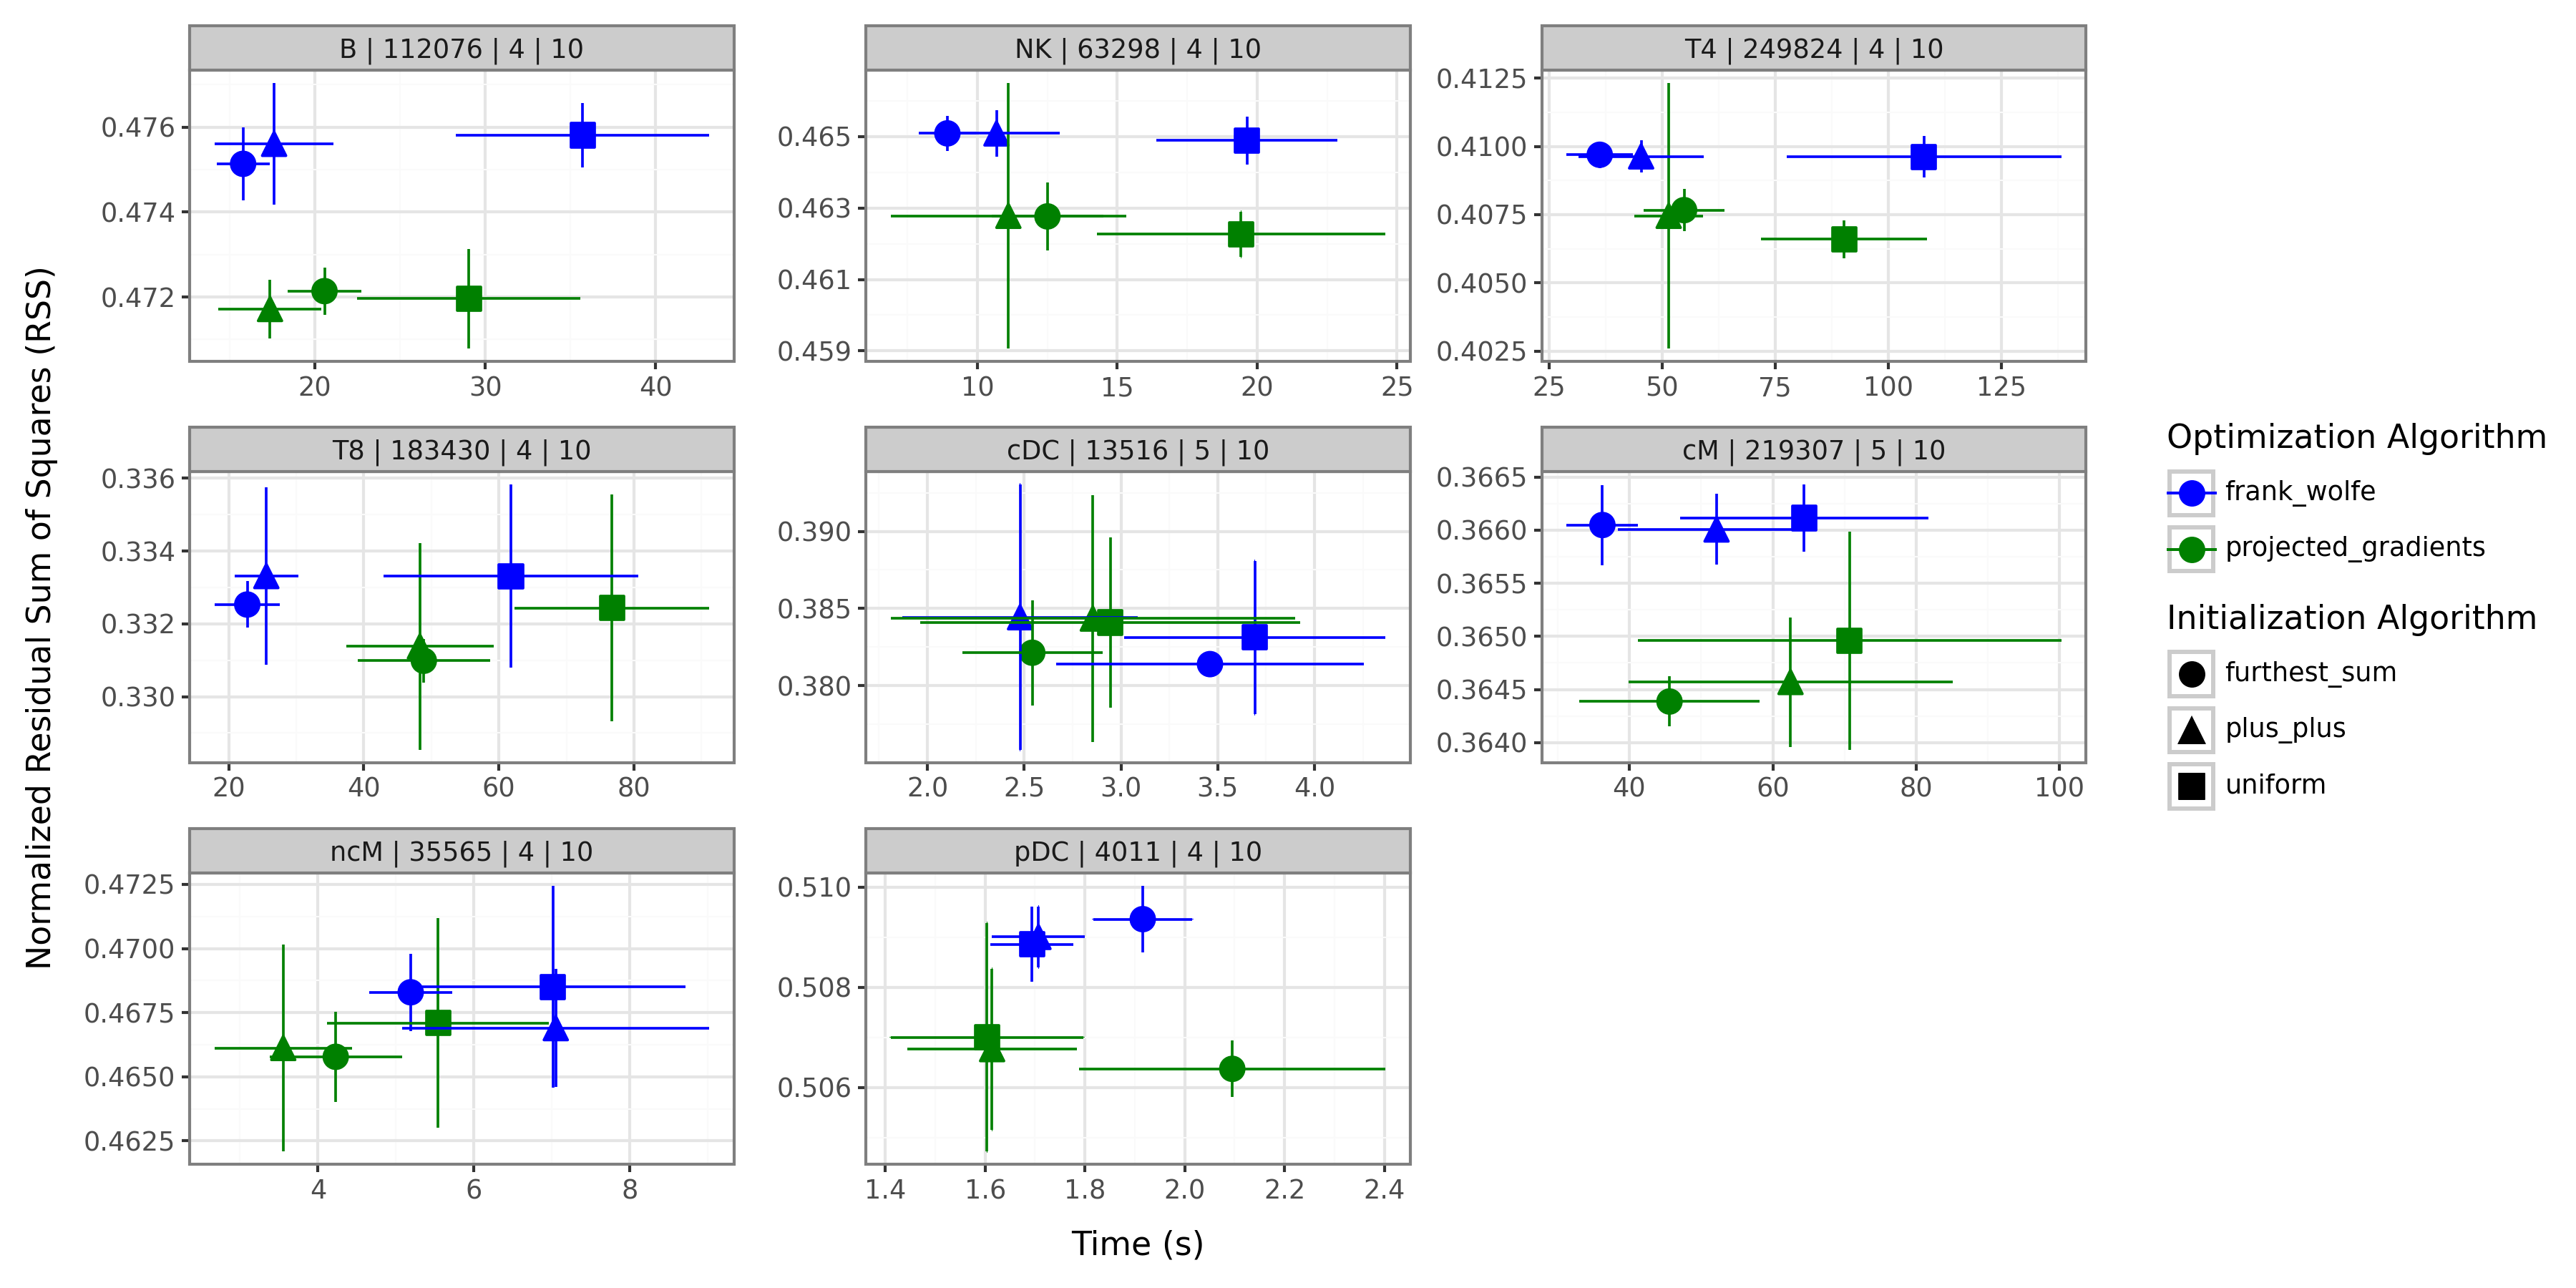 Normalized Residual Sum of Squares (RSS)
B | 112076 | 4 | 10
0.476
0.474
0.472
20 30 40
NK | 63298 | 4 | 10
0.465
0.463
0.461
0.459
10 15 20 25
T4 | 249824 | 4 | 10
0.4125
0.4100
0.4075
0.4050
0.4025
25 50 75 100 125
T8 | 183430 | 4 | 10
0.336
0.334
0.332
0.330
20 40 60 80
cDC | 13516 | 5 | 10
0.390
0.385
0.380
2.0 2.5 3.0 3.5 4.0
cM | 219307 | 5 | 10
0.3665
0.3660
0.3655
0.3650
0.3645
0.3640
40 60 80 100
ncM | 35565 | 4 | 10
0.4725
0.4700
0.4675
0.4650
0.4625
4 6 8
pDC | 4011 | 4 | 10
0.510
0.508
0.506
1.4 1.6 1.8 2.0 2.2 2.4
Time (s)
Optimization Algorithm
frank_wolfe
projected_gradients
Initialization Algorithm
furthest_sum
plus_plus
uniform